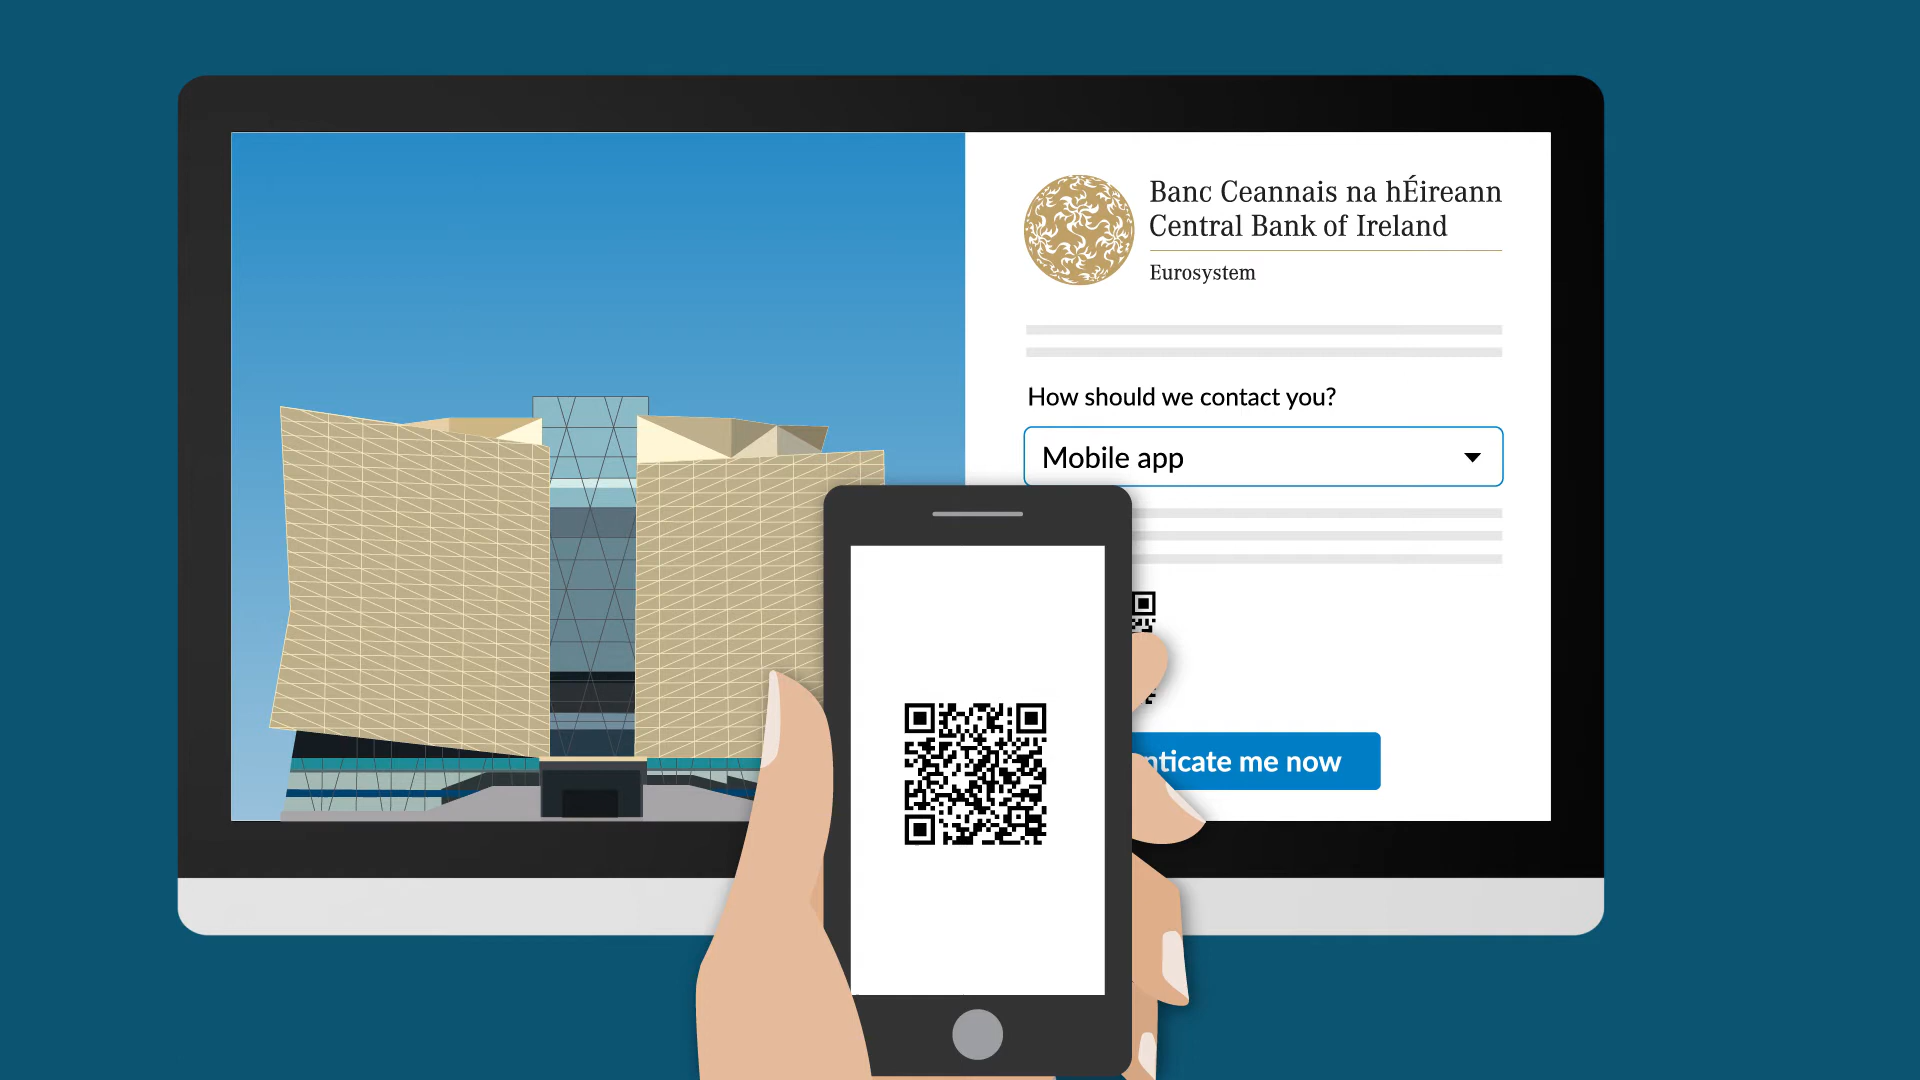 Banc Ceannais na hÉireann
Central Bank of Ireland
Eurosystem
How should we contact you?
Mobile app
nticate me now